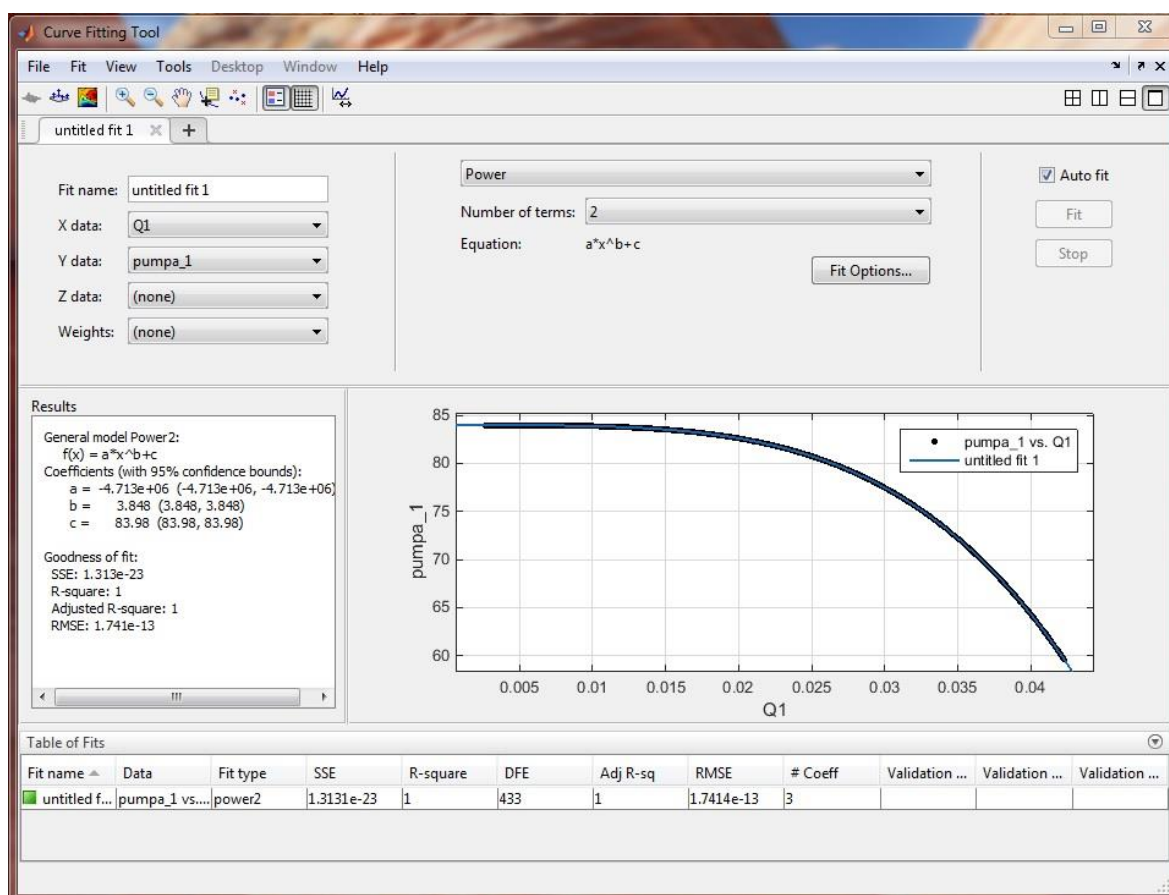 Curve Fitting Tool
File Fit View Tools Desktop Window Help
untitled fit 1
Fit name: untitled fit 1
X data: Q1
Y data: pumpa_1
Z data: (none)
Weights: (none)
Power
Number of terms: 2
Equation: a*x^b+c
Fit Options...
Auto fit
Fit
Stop
Results
General model Power2:
f(x) = a*x^b+c
Coefficients (with 95% confidence bounds):
a = -4.713e+06 (-4.713e+06, -4.713e+06)
b = 3.848 (3.848, 3.848)
c = 83.98 (83.98, 83.98)
Goodness of fit:
SSE: 1.313e-23
R-square: 1
Adjusted R-square: 1
RMSE: 1.741e-13
85
80
75
70
65
60
pumpa_1
pumpa_1 vs. Q1
untitled fit 1
0.005 0.01 0.015 0.02 0.025 0.03 0.035 0.04
Q1
Table of Fits
Fit name Data Fit type SSE R-square DFE Adj R-sq RMSE # Coeff Validation ... Validation ... Validation ...
untitled f... pumpa_1 vs.... power2 1.3131e-23 1 433 1 1.7414e-13 3